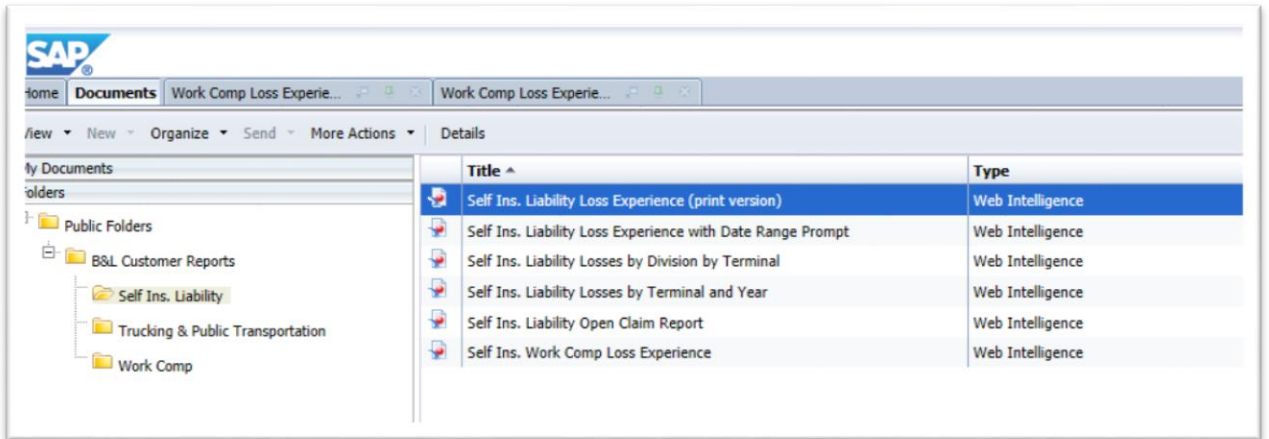 SAP®
Home Documents Work Comp Loss Experie... Work Comp Loss Experie...
View New Organize Send More Actions Details
My Documents
Folders
Public Folders
B&L Customer Reports
Self Ins. Liability
Trucking & Public Transportation
Work Comp
Title Type
Self Ins. Liability Loss Experience (print version) Web Intelligence
Self Ins. Liability Loss Experience with Date Range Prompt Web Intelligence
Self Ins. Liability Losses by Division by Terminal Web Intelligence
Self Ins. Liability Losses by Terminal and Year Web Intelligence
Self Ins. Liability Open Claim Report Web Intelligence
Self Ins. Work Comp Loss Experience Web Intelligence